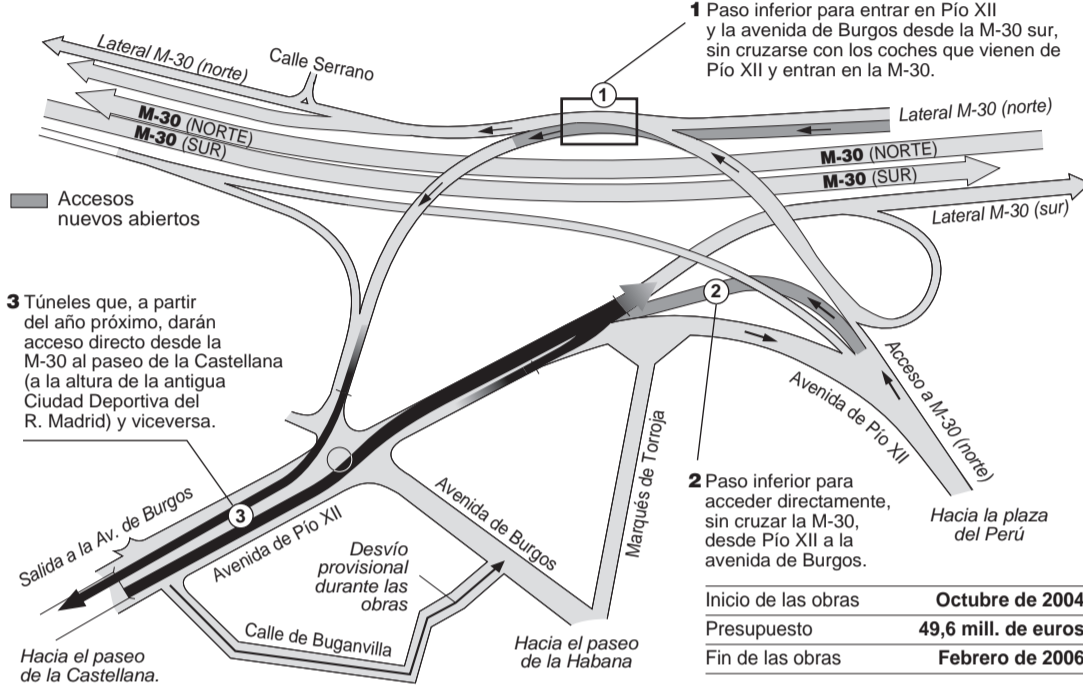 1 Paso inferior para entrar en Pío XII
y la avenida de Burgos desde la M-30 sur,
sin cruzarse con los coches que vienen de
Pío XII y entran en la M-30.
Lateral M-30 (norte)
Calle Serrano
1
Lateral M-30 (norte)
M-30 (NORTE)
M-30 (SUR)
M-30 (NORTE)
M-30 (SUR)
Lateral M-30 (sur)
Accesos
nuevos abiertos
3 Túneles que, a partir
del año próximo, darán
acceso directo desde la
M-30 al paseo de la Castellana
(a la altura de la antigua
Ciudad Deportiva del
R. Madrid) y viceversa.
2
Acceso a M-30 (norte)
Avenida de Pío XII
Marqués de Torroja
2 Paso inferior para
acceder directamente,
sin cruzar la M-30,
desde Pío XII a la
avenida de Burgos.
Hacia la plaza
del Perú
3
Salida a la Av. de Burgos
Avenida de Pío XII
Avenida de Burgos
Desvío
provisional
durante las
obras
Calle de Buganvilla
Hacia el paseo
de la Castellana.
Hacia el paseo
de la Habana
Inicio de las obras Octubre de 2004
Presupuesto 49,6 mill. de euros
Fin de las obras Febrero de 2006